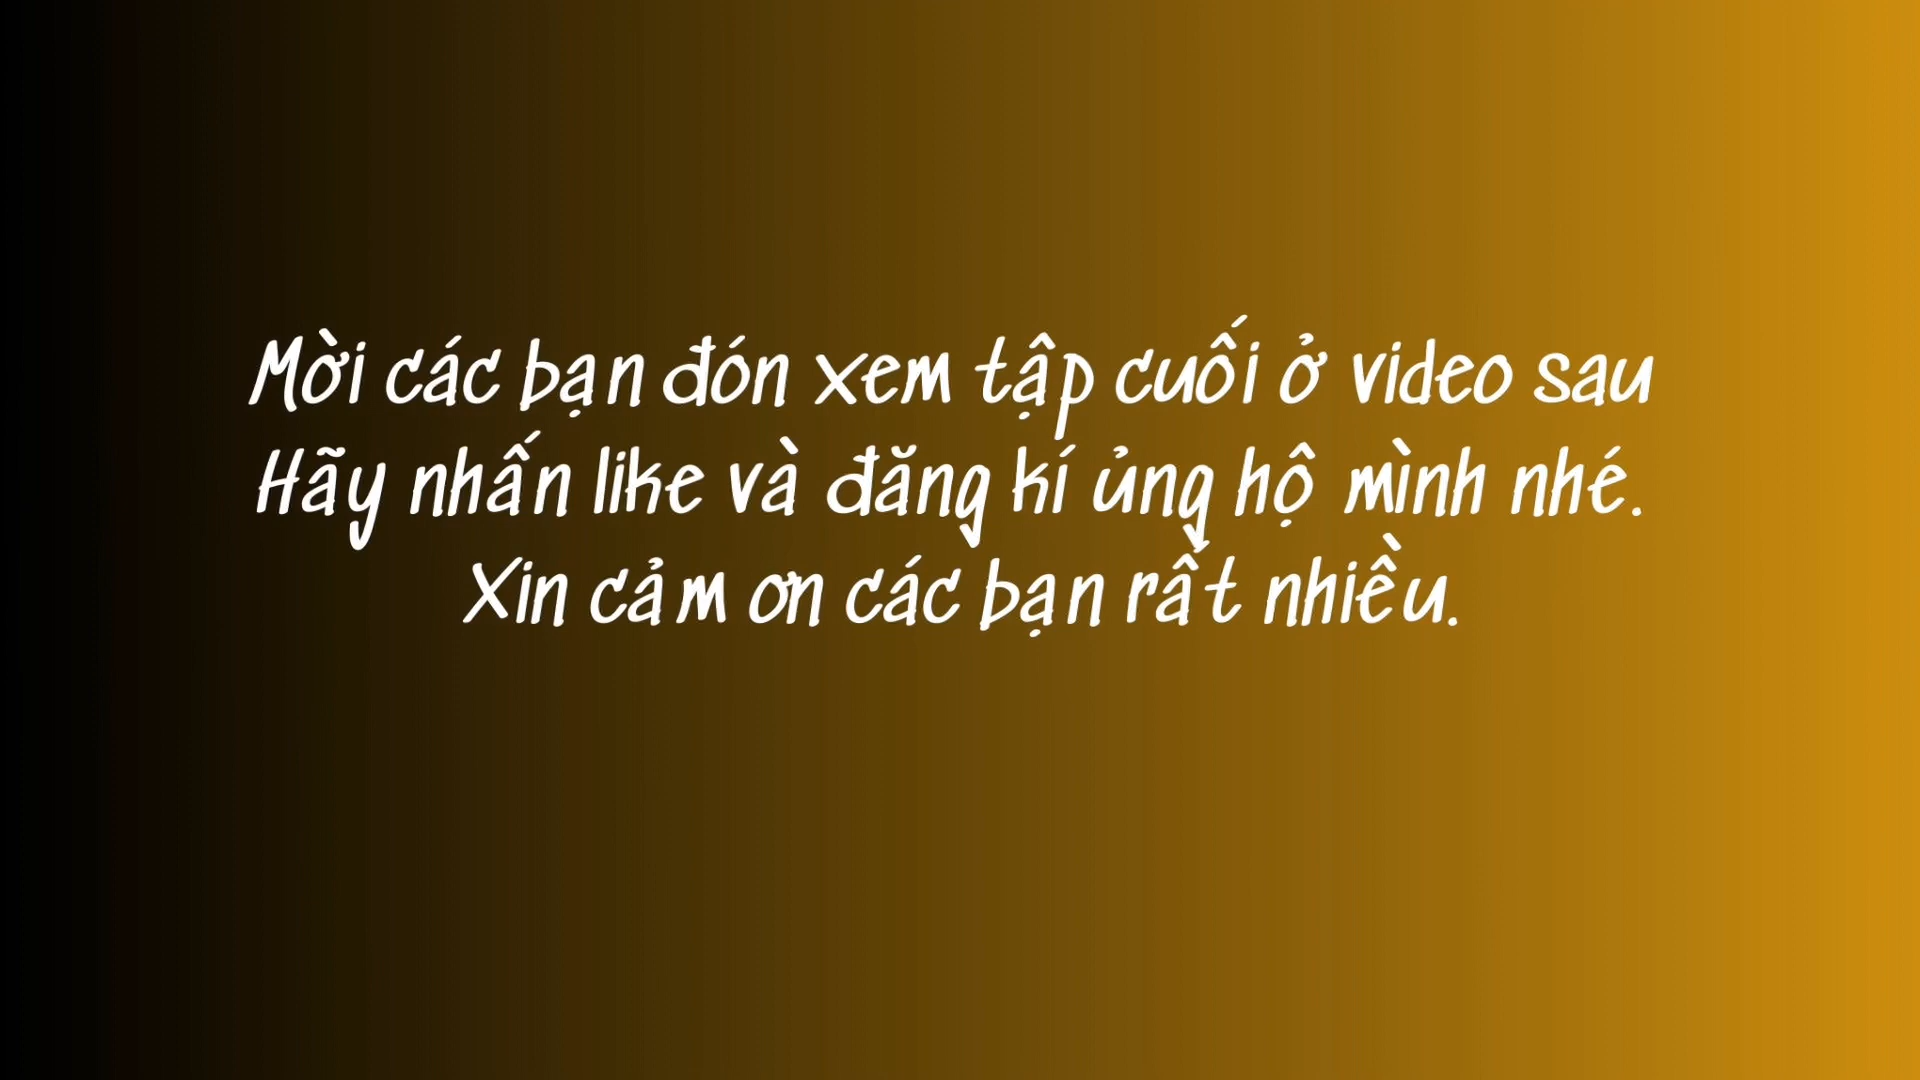 Mời các bạn đón xem tập cuối ở video sau
Hãy nhấn like và đăng kí ủng hộ mình nhé.
Xin cảm ơn các bạn rất nhiều.